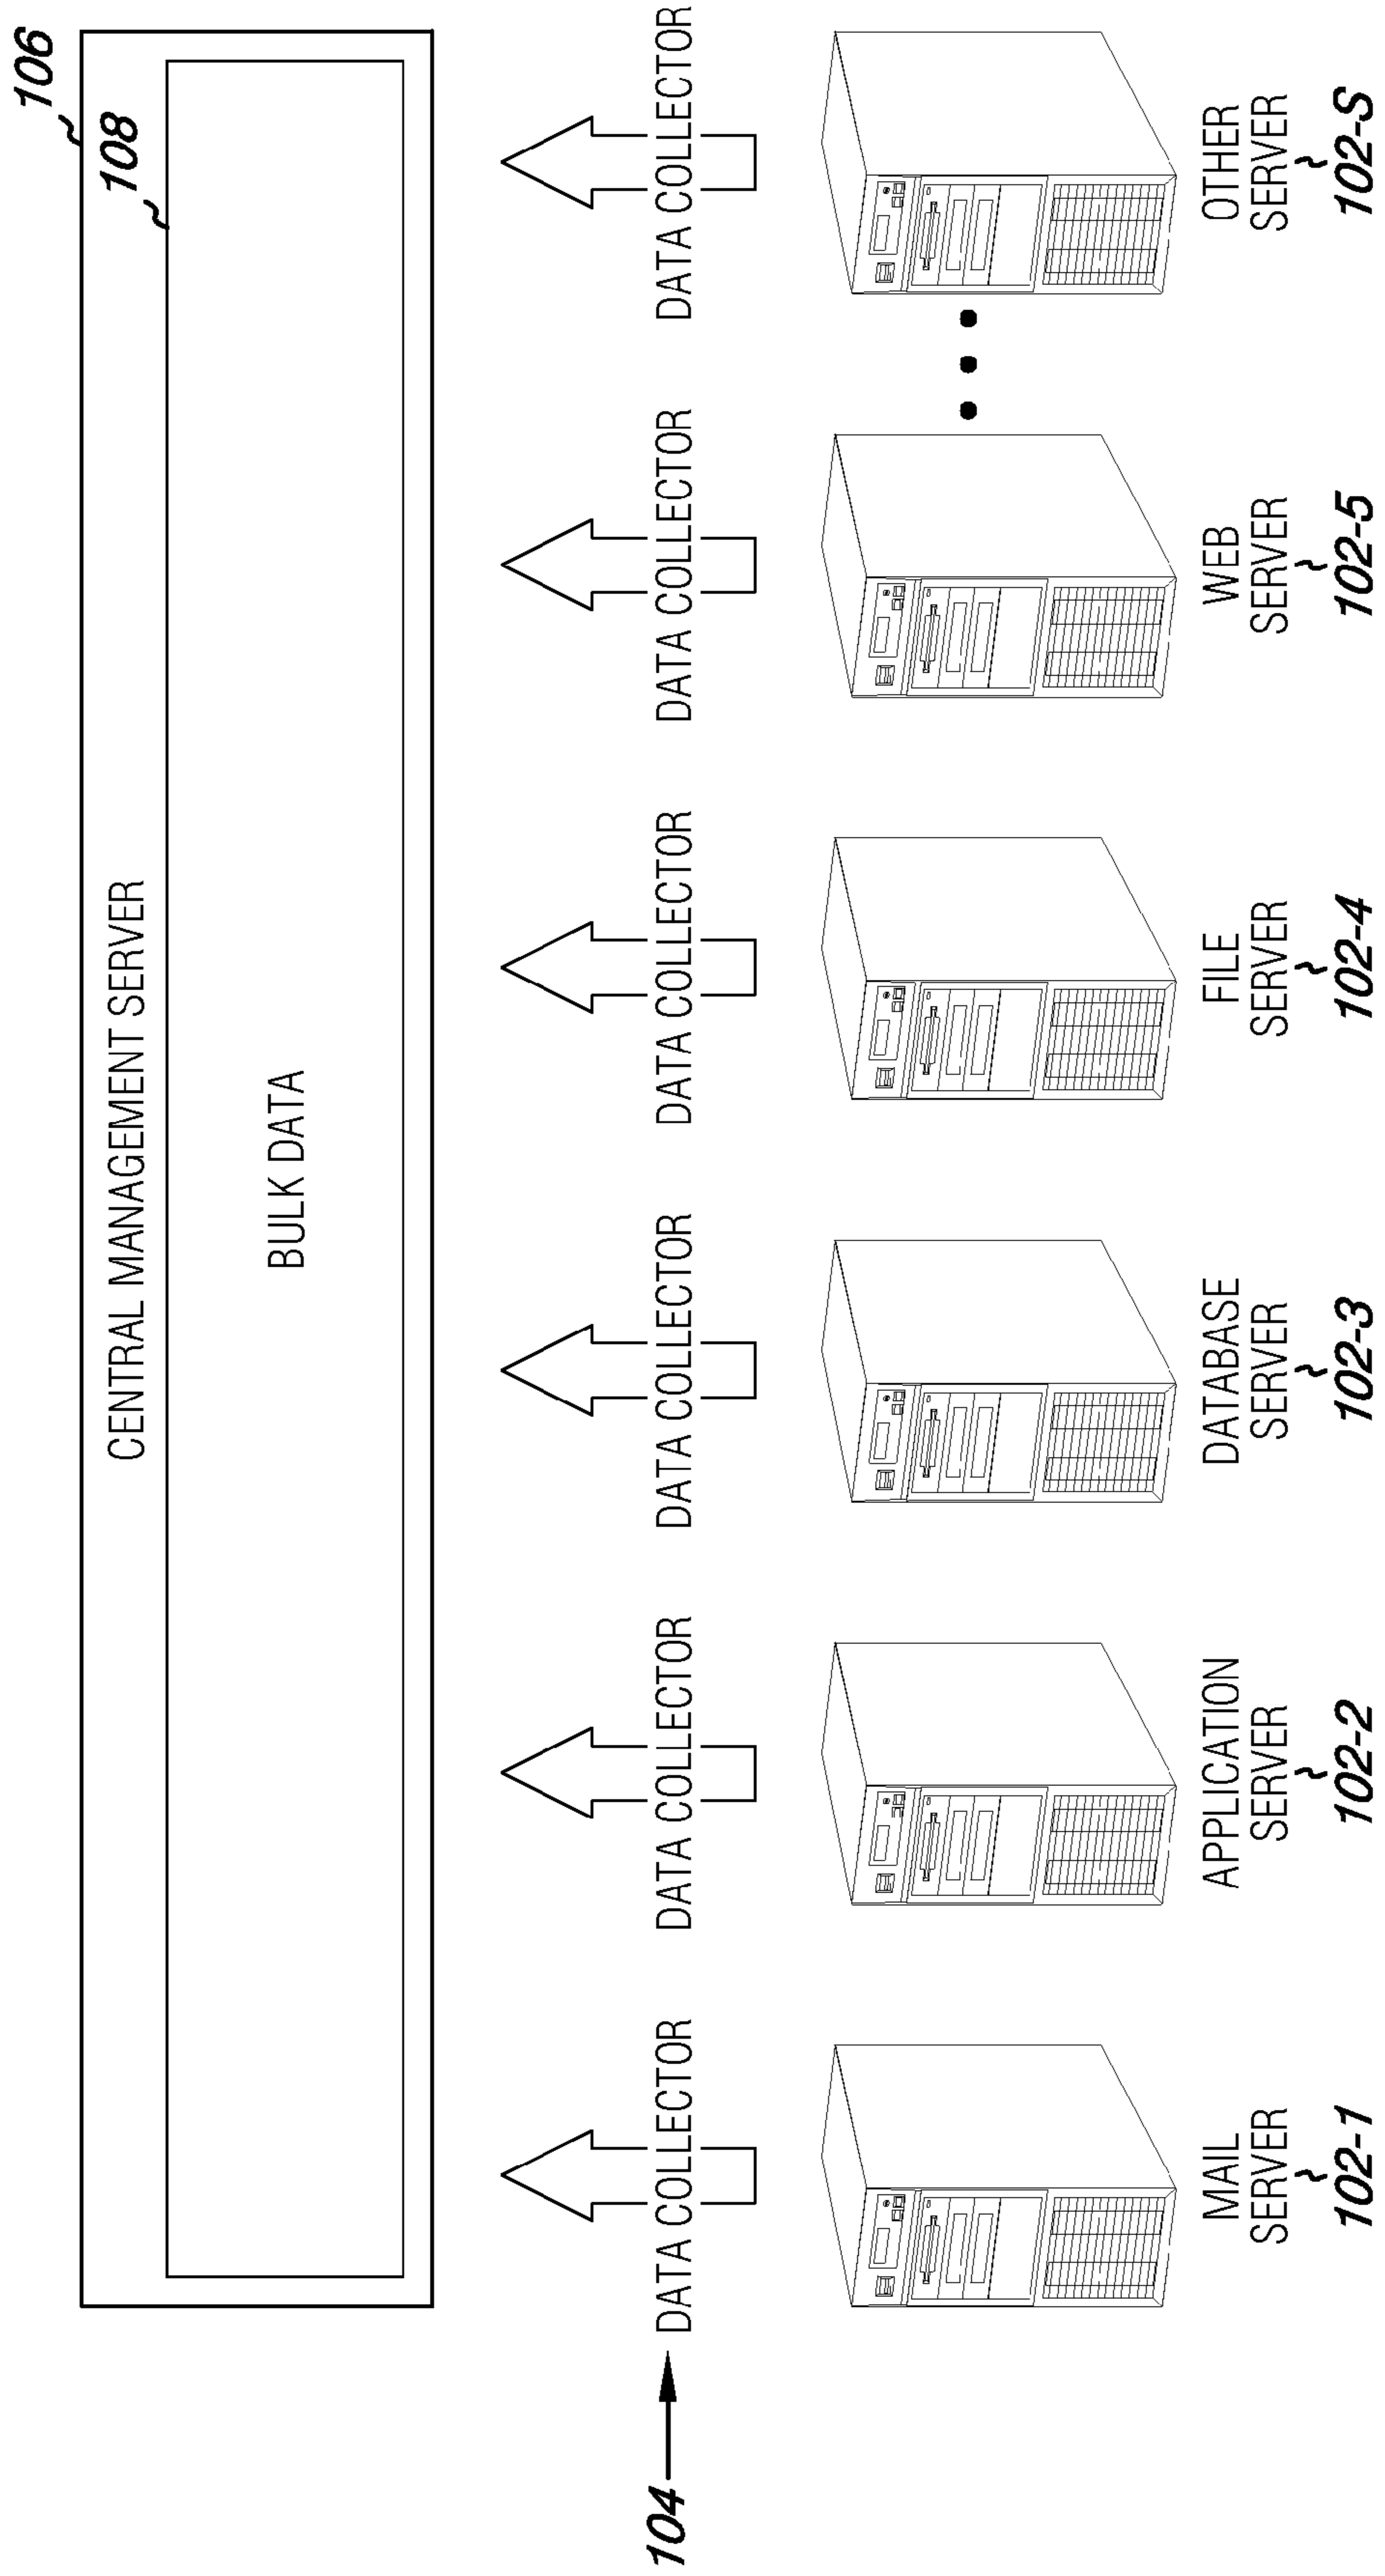 106
108
CENTRAL MANAGEMENT SERVER
BULK DATA
104
DATA COLLECTOR
DATA COLLECTOR
DATA COLLECTOR
DATA COLLECTOR
DATA COLLECTOR
DATA COLLECTOR
MAIL
SERVER
102-1
APPLICATION
SERVER
102-2
DATABASE
SERVER
102-3
FILE
SERVER
102-4
WEB
SERVER
102-5
OTHER
SERVER
102-S